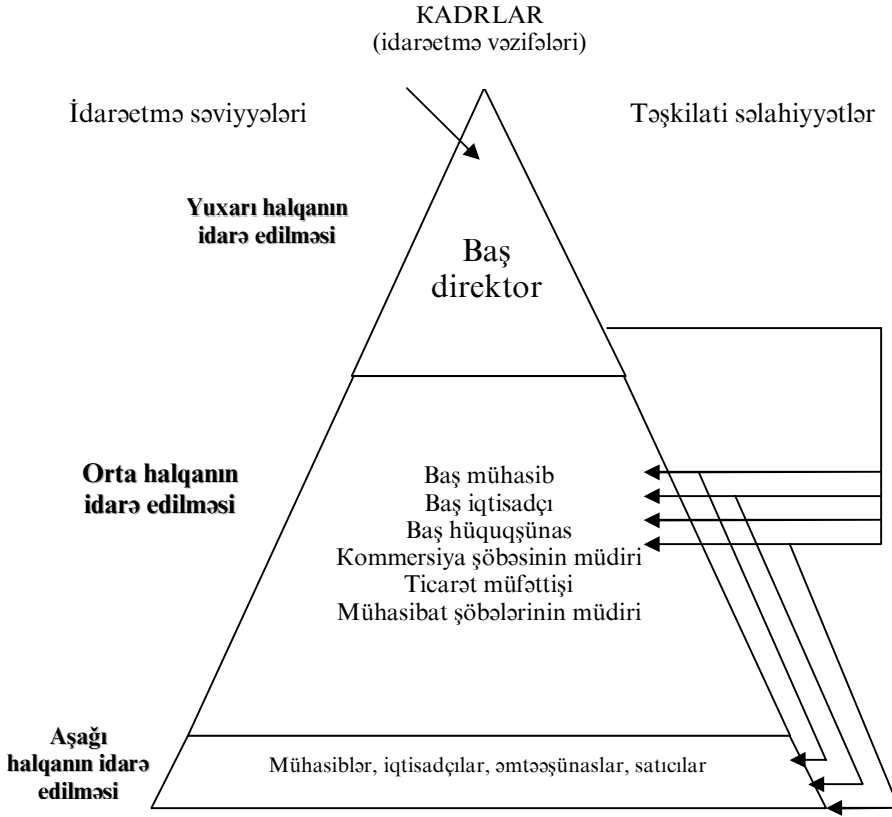 KADRLAR
(idarəetmə vəzifələri)
İdarəetmə səviyyələri
Təşkilati səlahiyyətlər
Yuxarı halqanın
idarə edilməsi
Baş
direktor
Orta halqanın
idarə edilməsi
Baş mühasib
Baş iqtisadçı
Baş hüquqşünas
Kommersiya şöbəsinin müdiri
Ticarət müfəttişi
Mühasibat şöbələrinin müdiri
Aşağı
halqanın idarə
edilməsi
Mühasiblər, iqtisadçılar, əmtəəşünaslar, satıcılar